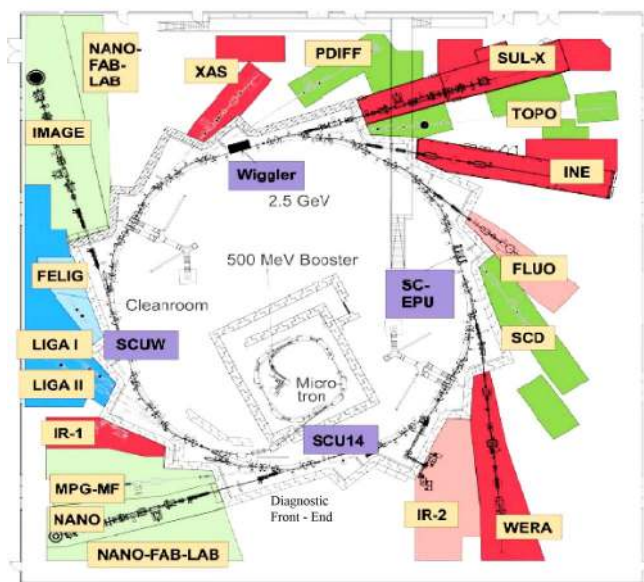 NANO-
FAB-
LAB
XAS
PDIFF
SUL-X
TOPO
IMAGE
INE
Wiggler
2.5 GeV
500 MeV Booster
FELIG
Cleanroom
SC-
EPU
FLUO
SCD
LIGA I
SCUW
LIGA II
Micro-
tron
IR-1
SCU14
MPG-MF
NANO
Diagnostic
Front - End
IR-2
WERA
NANO-FAB-LAB